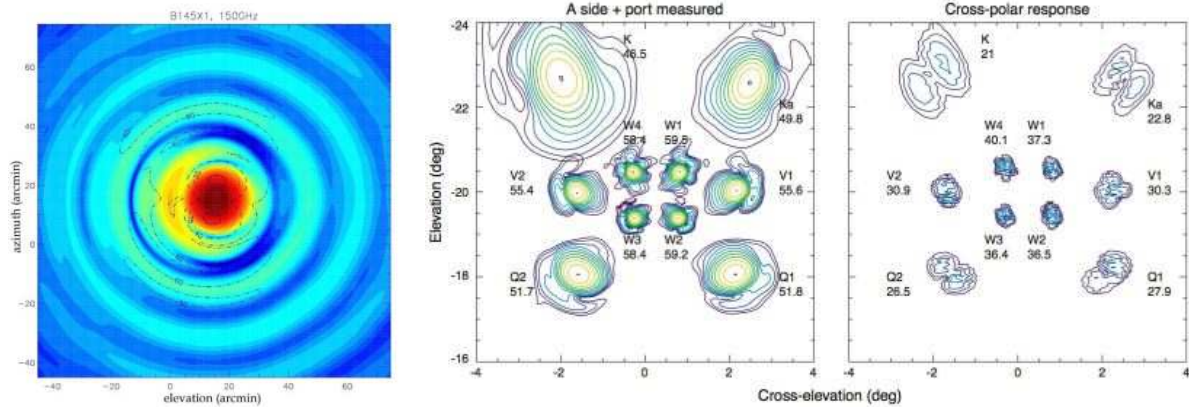 B145X1, 150GHz
azimuth (arcmin)
60
40
20
0
−20
−40
−40
−20
0
20
40
60
elevation (arcmin)
A side + port measured
Elevation (deg)
-24
-22
-20
-18
-16
K
46.5
Ka
49.8
W4
58.4
W1
59.5
V2
55.4
V1
55.6
W3
58.4
W2
59.2
Q2
51.7
Q1
51.8
-4
-2
0
2
4
Cross-polar response
K
21
Ka
22.8
W4
40.1
W1
37.3
V2
30.9
V1
30.3
W3
36.4
W2
36.5
Q2
26.5
Q1
27.9
-4
-2
0
2
4
Cross-elevation (deg)